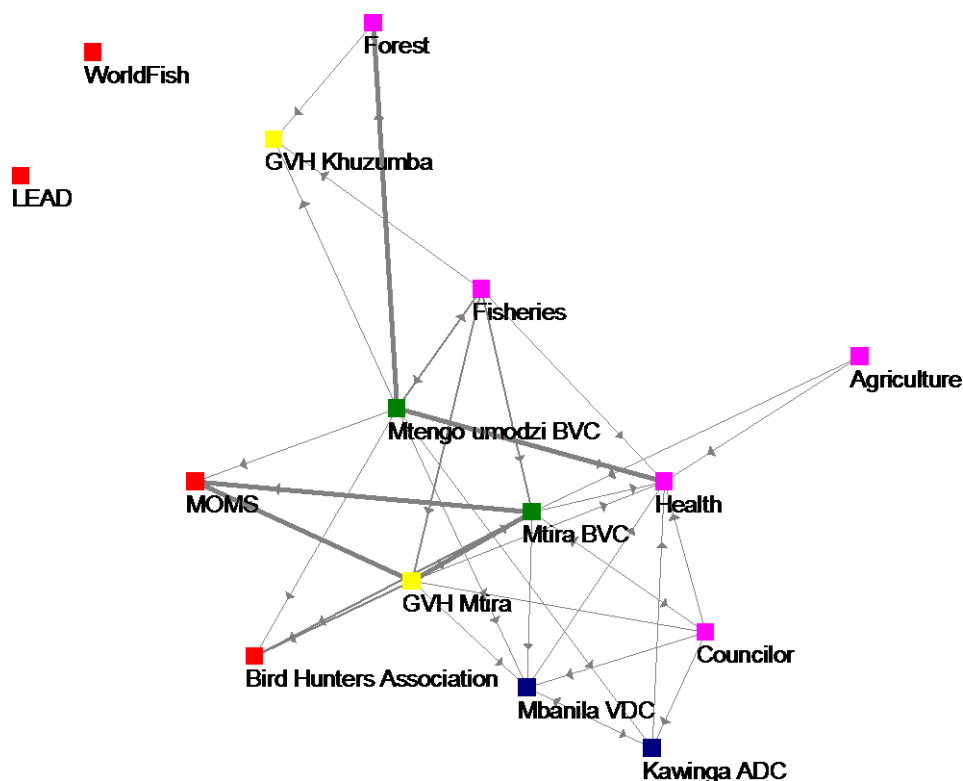 Forest
WorldFish
GVH Khuzumba
LEAD
Fisheries
Agriculture
Mtengo umodzi BVC
MOMS
Health
Mtira BVC
GVH Mtira
Councilor
Bird Hunters Association
Mbanila VDC
Kawinga ADC